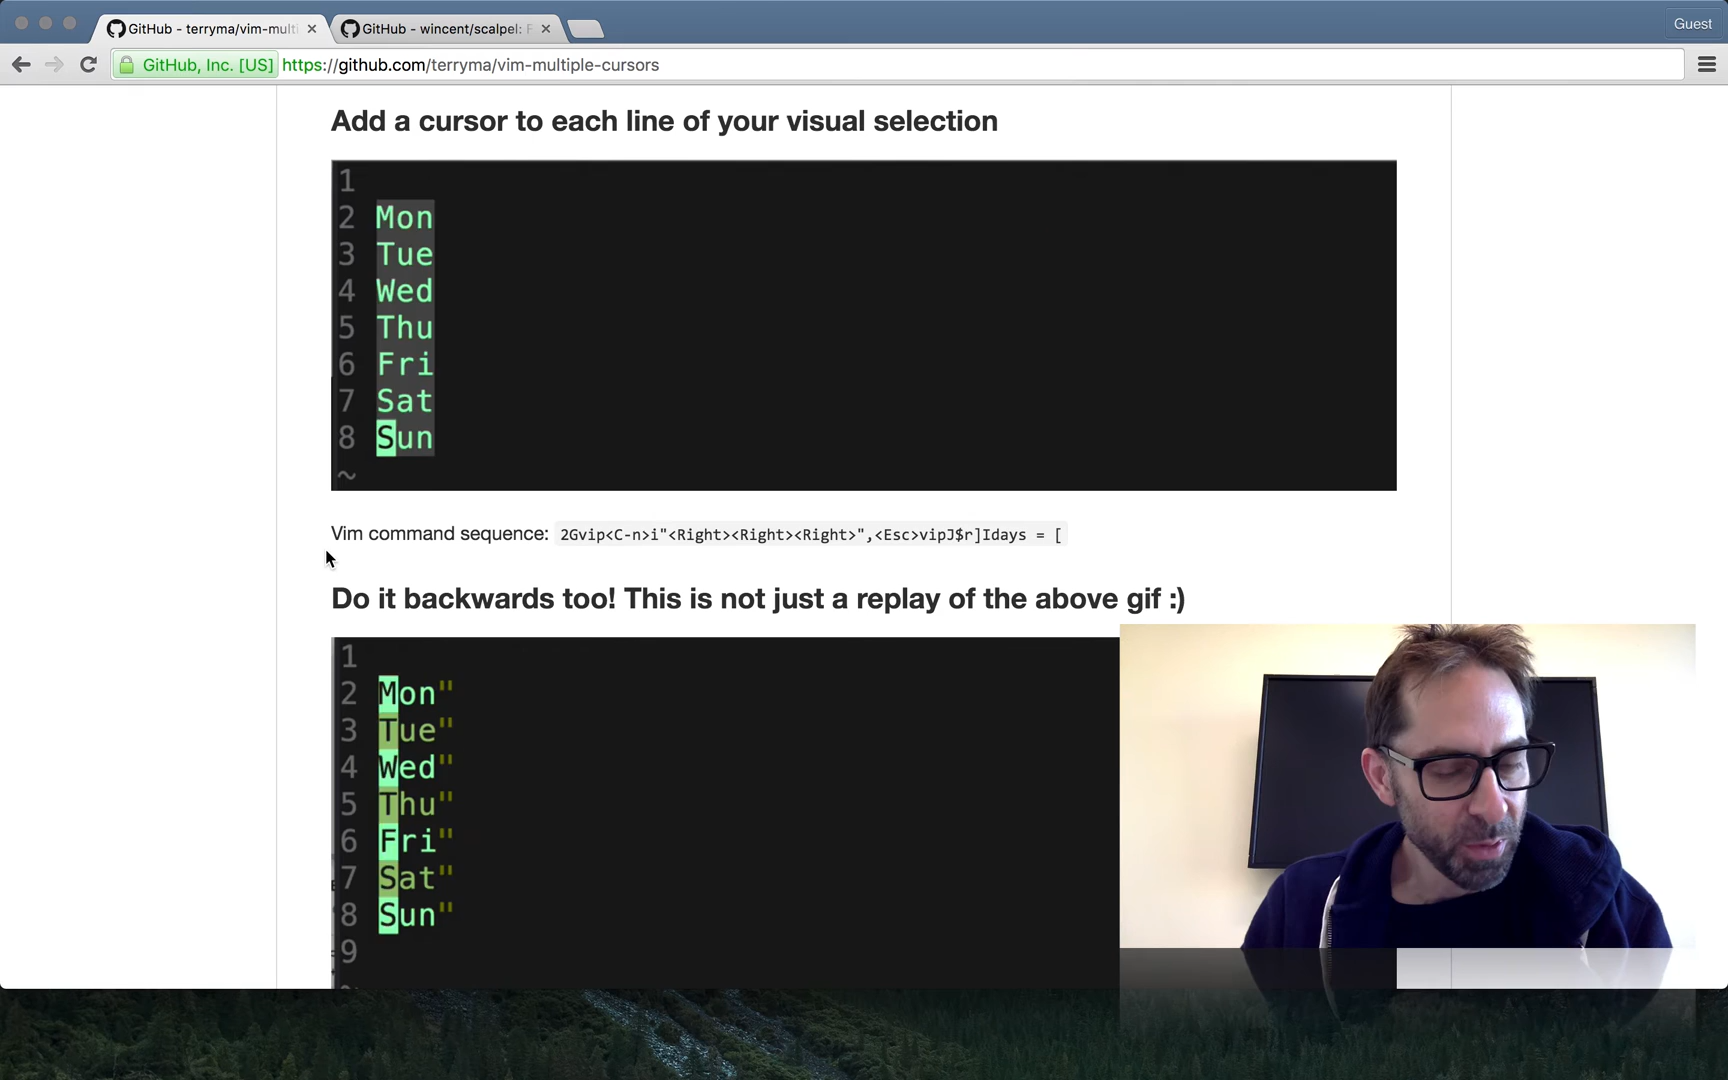 GitHub - terryma/vim-multi
GitHub - wincent/scalpel: F
Guest
GitHub, Inc. [US] https://github.com/terryma/vim-multiple-cursors
Add a cursor to each line of your visual selection
1
2 Mon
3 Tue
4 Wed
5 Thu
6 Fri
7 Sat
8 Sun
~
Vim command sequence: 2Gvip<C-n>i"<Right><Right><Right>",<Esc>vipJ$r]Idays = [
Do it backwards too! This is not just a replay of the above gif :)
1
2 Mon"
3 Tue"
4 Wed"
5 Thu"
6 Fri"
7 Sat"
8 Sun"
9